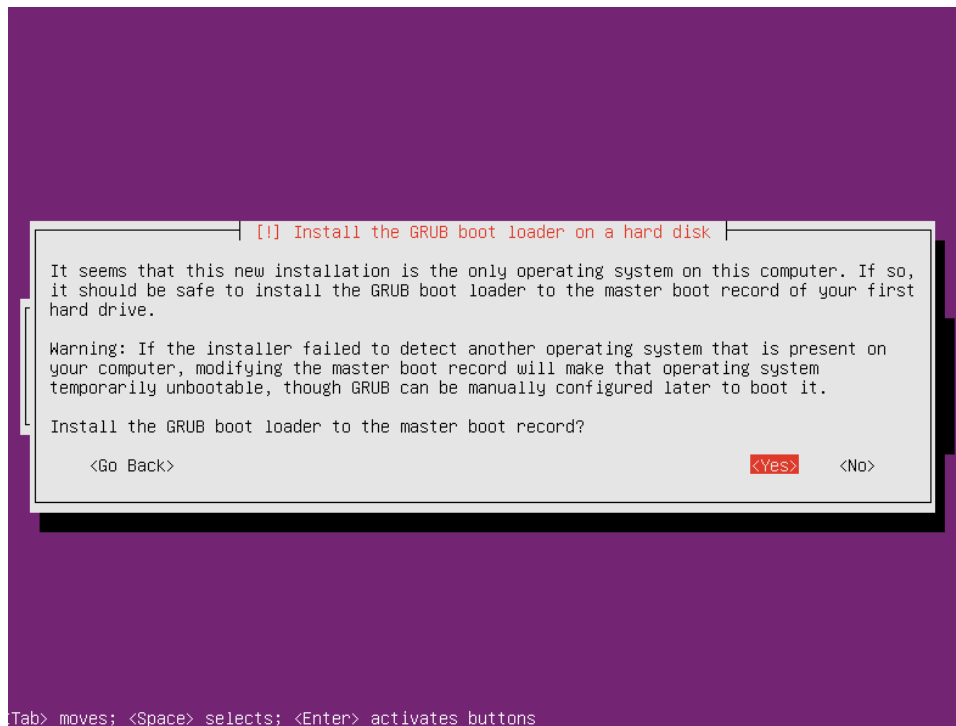 [!] Install the GRUB boot loader on a hard disk
It seems that this new installation is the only operating system on this computer. If so,
it should be safe to install the GRUB boot loader to the master boot record of your first
hard drive.
Warning: If the installer failed to detect another operating system that is present on
your computer, modifying the master boot record will make that operating system
temporarily unbootable, though GRUB can be manually configured later to boot it.
Install the GRUB boot loader to the master boot record?
<Go Back> <Yes> <No>
<Tab> moves; <Space> selects; <Enter> activates buttons